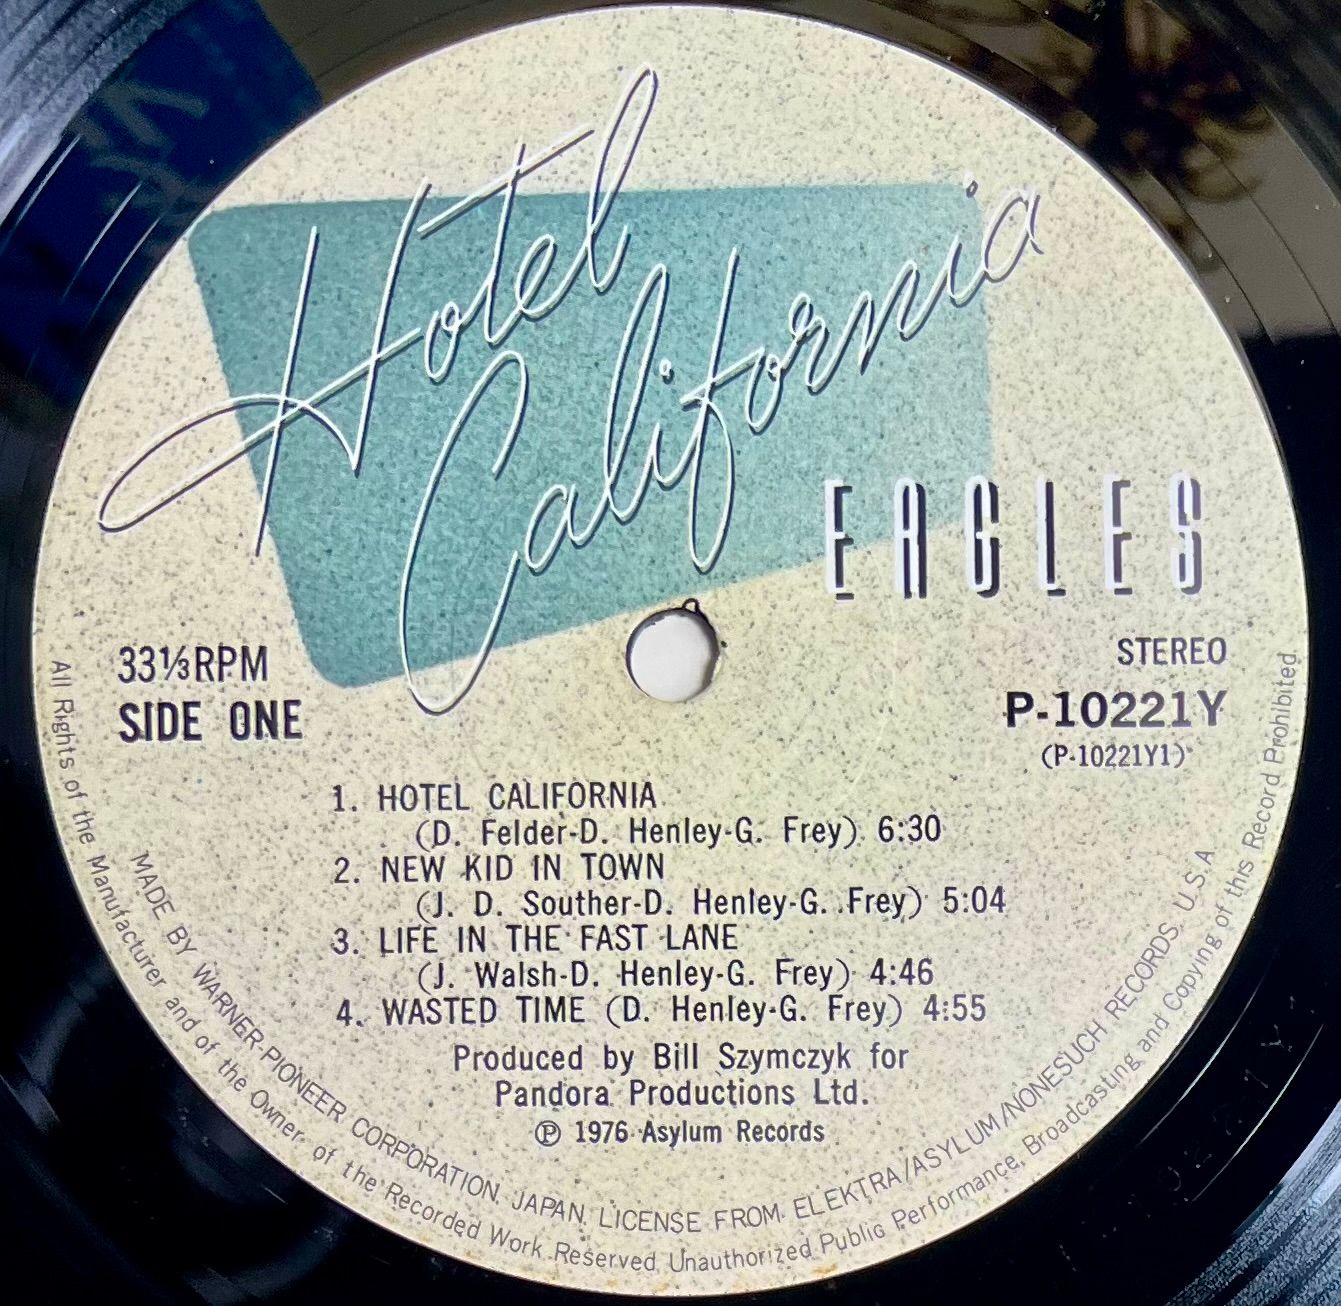 Hotel
California
EAGLES
33⅓RPM
SIDE ONE
STEREO
P-10221Y
(P-10221Y1)
1. HOTEL CALIFORNIA
(D. Felder-D. Henley-G. Frey) 6:30
2. NEW KID IN TOWN
(J. D. Souther-D. Henley-G. Frey) 5:04
3. LIFE IN THE FAST LANE
(J. Walsh-D. Henley-G. Frey) 4:46
4. WASTED TIME (D. Henley-G. Frey) 4:55
Produced by Bill Szymczyk for
Pandora Productions Ltd.
℗ 1976 Asylum Records
MADE BY WARNER-PIONEER CORPORATION. JAPAN. LICENSE FROM. ELEKTRA/ASYLUM/NONESUCH RECORDS. U.S.A
All Rights of the Manufacturer and of the Owner of the Recorded Work Reserved. Unauthorized Public Performance, Broadcasting and Copying of this Record Prohibited.